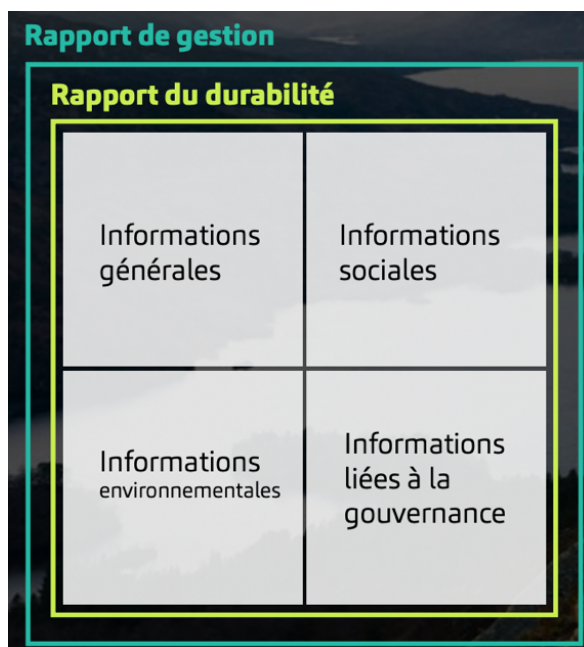 Rapport de gestion
Rapport du durabilité
Informations
générales
Informations
sociales
Informations
environnementales
Informations
liées à la
gouvernance